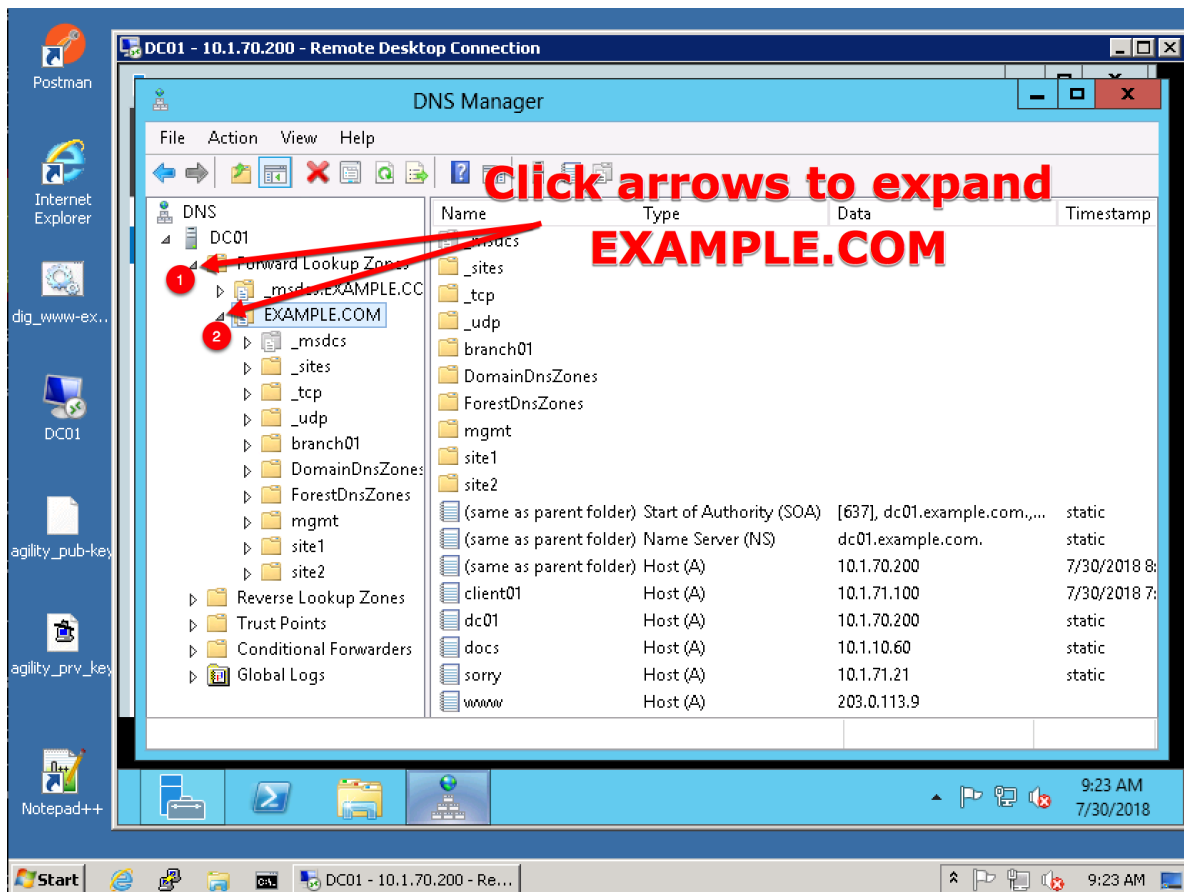 Postman
Internet
Explorer
dig_www-ex...
DC01
agility_pub-key
agility_prv_key
Notepad++
DC01 - 10.1.70.200 - Remote Desktop Connection
DNS Manager
File Action View Help
Click arrows to expand
EXAMPLE.COM
DNS
DC01
Forward Lookup Zones
_msdcs.EXAMPLE.CC
EXAMPLE.COM
_msdcs
_sites
_tcp
_udp
branch01
DomainDnsZones
ForestDnsZones
mgmt
site1
site2
Reverse Lookup Zones
Trust Points
Conditional Forwarders
Global Logs
1
2
Name Type Data Timestamp
_msdcs
_sites
_tcp
_udp
branch01
DomainDnsZones
ForestDnsZones
mgmt
site1
site2
(same as parent folder) Start of Authority (SOA) [637], dc01.example.com.,... static
(same as parent folder) Name Server (NS) dc01.example.com. static
(same as parent folder) Host (A) 10.1.70.200 7/30/2018 8:
client01 Host (A) 10.1.71.100 7/30/2018 7:
dc01 Host (A) 10.1.70.200 static
docs Host (A) 10.1.10.60 static
sorry Host (A) 10.1.71.21 static
www Host (A) 203.0.113.9
9:23 AM
7/30/2018
Start
DC01 - 10.1.70.200 - Re...
9:23 AM